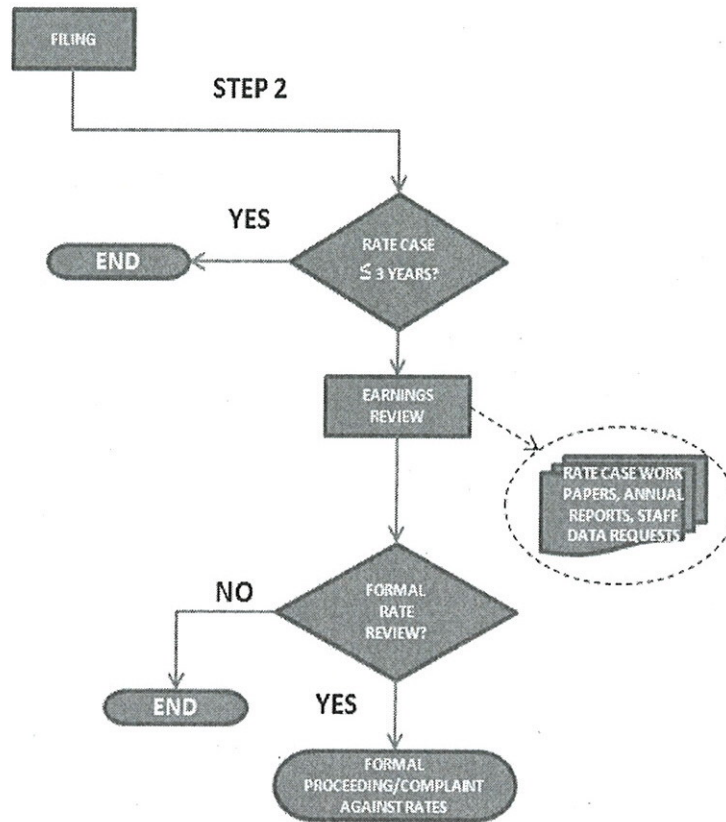 FILING
STEP 2
YES
RATE CASE
≤ 3 YEARS?
END
EARNINGS
REVIEW
RATE CASE WORK
PAPERS, ANNUAL
REPORTS, STAFF
DATA REQUESTS
NO
FORMAL
RATE
REVIEW?
END
YES
FORMAL
PROCEEDING/COMPLAINT
AGAINST RATES